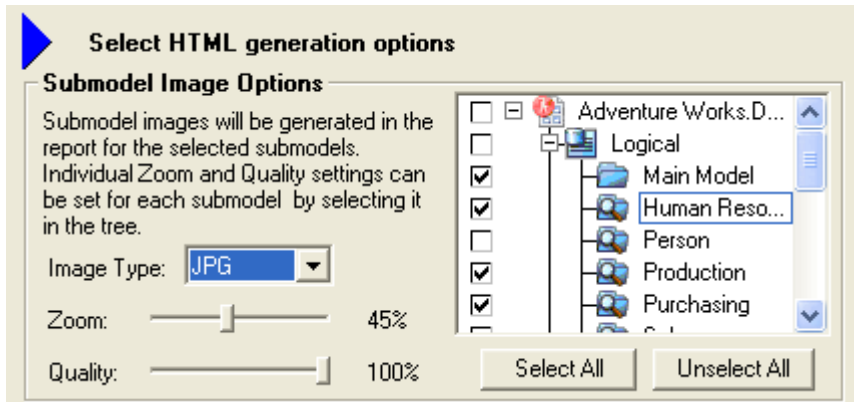 Select HTML generation options
Submodel Image Options
Submodel images will be generated in the
report for the selected submodels.
Individual Zoom and Quality settings can
be set for each submodel by selecting it
in the tree.
Image Type: JPG
Zoom: 45%
Quality: 100%
Adventure Works.D...
Logical
Main Model
Human Reso...
Person
Production
Purchasing
Select All Unselect All